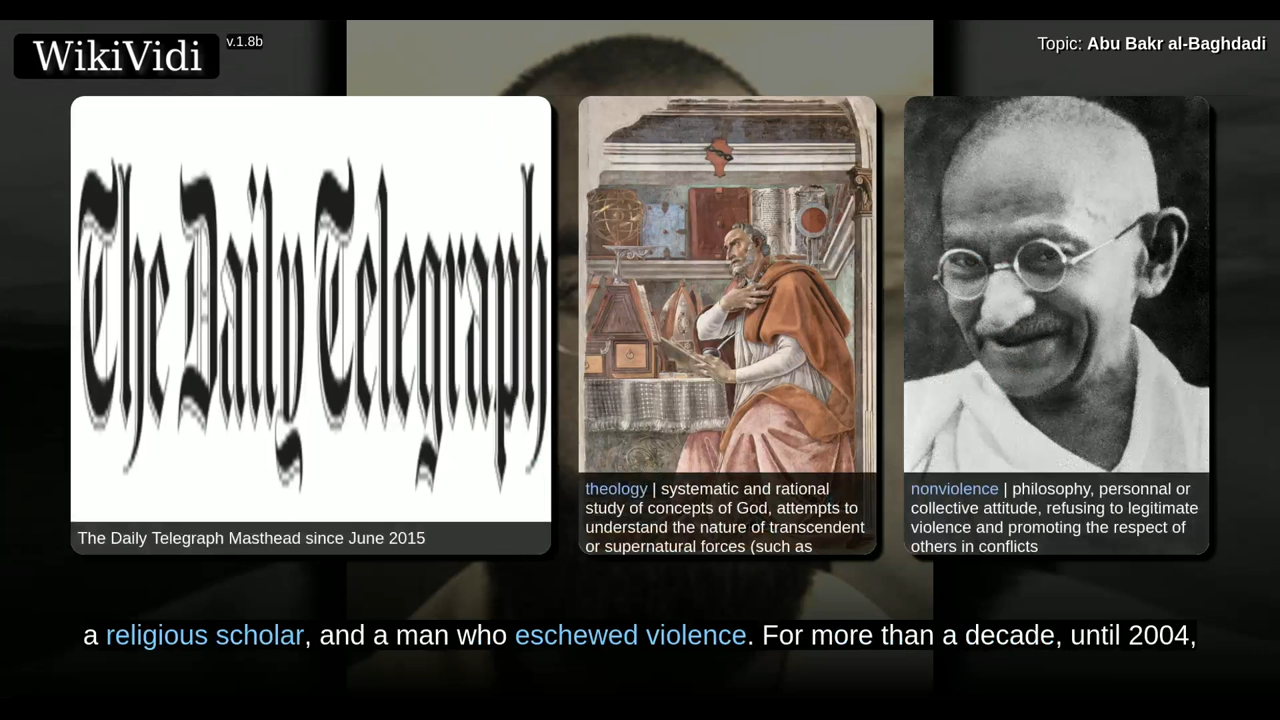 WikiVidi
v.1.8b
Topic: Abu Bakr al-Baghdadi
The Daily Telegraph
The Daily Telegraph Masthead since June 2015
theology | systematic and rational
study of concepts of God, attempts to
understand the nature of transcendent
or supernatural forces (such as
nonviolence | philosophy, personnal or
collective attitude, refusing to legitimate
violence and promoting the respect of
others in conflicts
a religious scholar, and a man who eschewed violence. For more than a decade, until 2004,